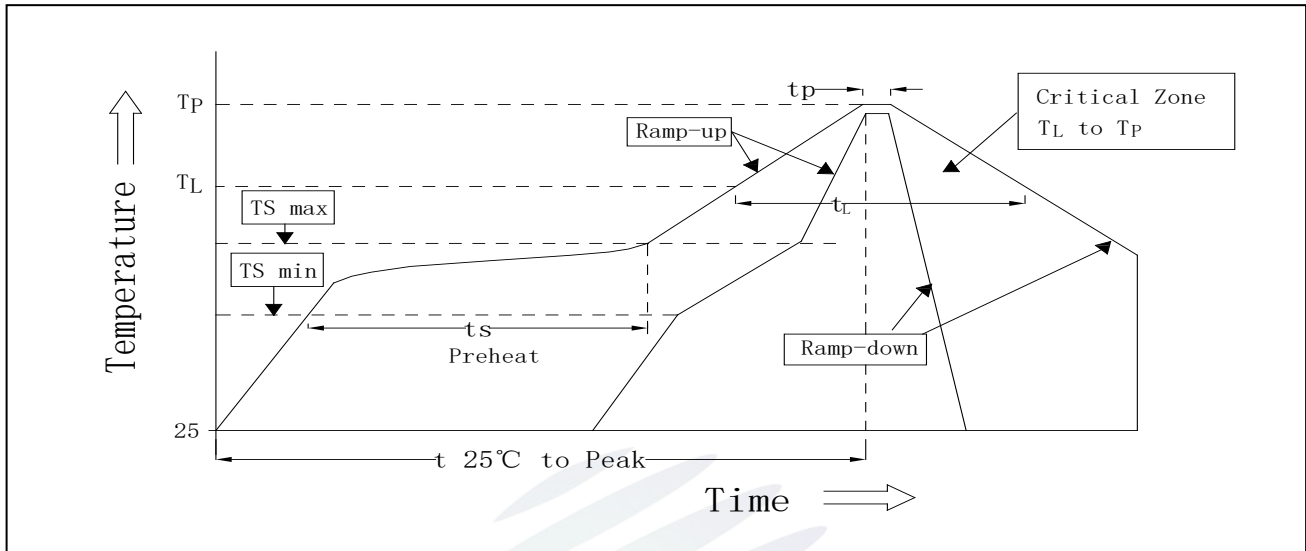 tp
TP
Critical Zone
TL to TP
Ramp-up
TL
TS max
tL
TS min
ts
Preheat
Ramp-down
25
t 25℃ to Peak
Time
Temperature